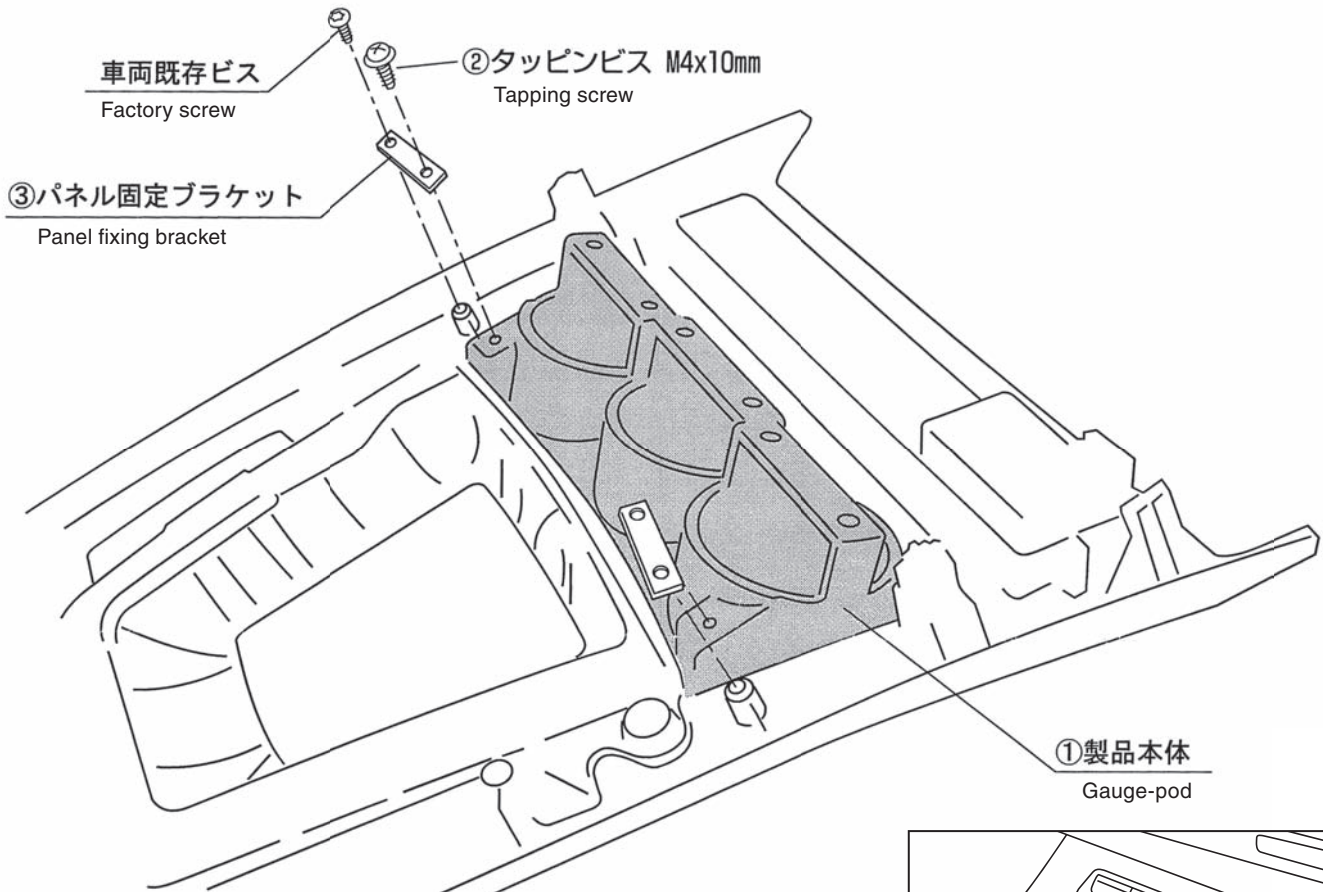 車両既存ビス
Factory screw
②タッピンビス M4x10mm
Tapping screw
③パネル固定ブラケット
Panel fixing bracket
①製品本体
Gauge-pod